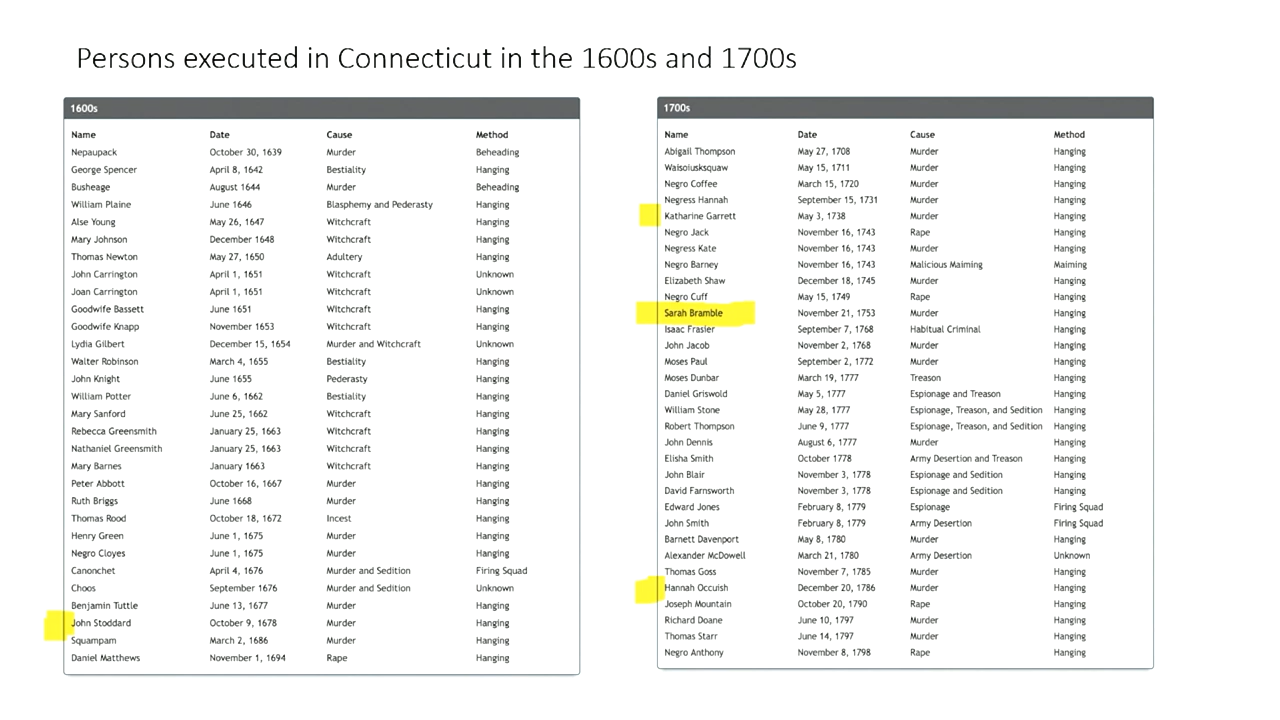 Persons executed in Connecticut in the 1600s and 1700s
1600s
Name Date Cause Method
Nepaupack October 30, 1639 Murder Beheading
George Spencer April 8, 1642 Bestiality Hanging
Busheage August 1644 Murder Beheading
William Plaine June 1646 Blasphemy and Pederasty Hanging
Alse Young May 26, 1647 Witchcraft Hanging
Mary Johnson December 1648 Witchcraft Hanging
Thomas Newton May 27, 1650 Adultery Hanging
John Carrington April 1, 1651 Witchcraft Unknown
Joan Carrington April 1, 1651 Witchcraft Unknown
Goodwife Bassett June 1651 Witchcraft Hanging
Goodwife Knapp November 1653 Witchcraft Hanging
Lydia Gilbert December 15, 1654 Murder and Witchcraft Unknown
Walter Robinson March 4, 1655 Bestiality Hanging
John Knight June 1655 Pederasty Hanging
William Potter June 6, 1662 Bestiality Hanging
Mary Sanford June 25, 1662 Witchcraft Hanging
Rebecca Greensmith January 25, 1663 Witchcraft Hanging
Nathaniel Greensmith January 25, 1663 Witchcraft Hanging
Mary Barnes January 1663 Witchcraft Hanging
Peter Abbott October 16, 1667 Murder Hanging
Ruth Briggs June 1668 Murder Hanging
Thomas Rood October 18, 1672 Incest Hanging
Henry Green June 1, 1675 Murder Hanging
Negro Cloyes June 1, 1675 Murder Hanging
Canonchet April 4, 1676 Murder and Sedition Firing Squad
Choos September 1676 Murder and Sedition Unknown
Benjamin Tuttle June 13, 1677 Murder Hanging
John Stoddard October 9, 1678 Murder Hanging
Squampam March 2, 1686 Murder Hanging
Daniel Matthews November 1, 1694 Rape Hanging
1700s
Name Date Cause Method
Abigail Thompson May 27, 1708 Murder Hanging
Waisoiusksquaw May 15, 1711 Murder Hanging
Negro Coffee March 15, 1720 Murder Hanging
Negress Hannah September 15, 1731 Murder Hanging
Katharine Garrett May 3, 1738 Murder Hanging
Negro Jack November 16, 1743 Rape Hanging
Negress Kate November 16, 1743 Murder Hanging
Negro Barney November 16, 1743 Malicious Maiming Maiming
Elizabeth Shaw December 18, 1745 Murder Hanging
Negro Cuff May 15, 1749 Rape Hanging
Sarah Bramble November 21, 1753 Murder Hanging
Isaac Frasier September 7, 1768 Habitual Criminal Hanging
John Jacob November 2, 1768 Murder Hanging
Moses Paul September 2, 1772 Murder Hanging
Moses Dunbar March 19, 1777 Treason Hanging
Daniel Griswold May 5, 1777 Espionage and Treason Hanging
William Stone May 28, 1777 Espionage, Treason, and Sedition Hanging
Robert Thompson June 9, 1777 Espionage, Treason, and Sedition Hanging
John Dennis August 6, 1777 Murder Hanging
Elisha Smith October 1778 Army Desertion and Treason Hanging
John Blair November 3, 1778 Espionage and Sedition Hanging
David Farnsworth November 3, 1778 Espionage and Sedition Hanging
Edward Jones February 8, 1779 Espionage Firing Squad
John Smith February 8, 1779 Army Desertion Firing Squad
Barnett Davenport May 8, 1780 Murder Hanging
Alexander McDowell March 21, 1780 Army Desertion Unknown
Thomas Goss November 7, 1785 Murder Hanging
Hannah Occuish December 20, 1786 Murder Hanging
Joseph Mountain October 20, 1790 Rape Hanging
Richard Doane June 10, 1797 Murder Hanging
Thomas Starr June 14, 1797 Murder Hanging
Negro Anthony November 8, 1798 Rape Hanging